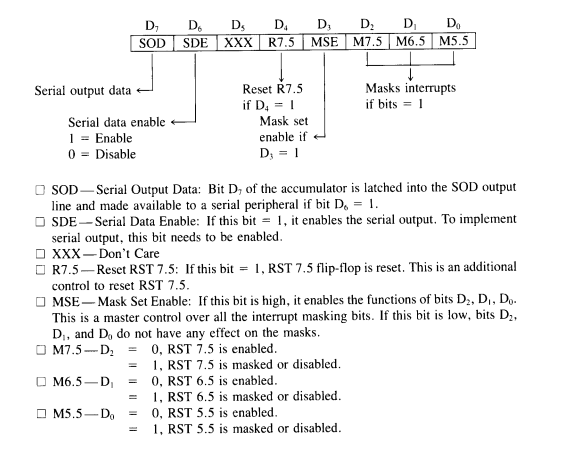 D₇ D₆ D₅ D₄ D₃ D₂ D₁ D₀
SOD SDE XXX R7.5 MSE M7.5 M6.5 M5.5
Serial output data
Reset R7.5
if D₄ = 1
Masks interrupts
if bits = 1
Serial data enable
1 = Enable
0 = Disable
Mask set
enable if
D₃ = 1
☐ SOD—Serial Output Data: Bit D₇ of the accumulator is latched into the SOD output
line and made available to a serial peripheral if bit D₆ = 1.
☐ SDE—Serial Data Enable: If this bit = 1, it enables the serial output. To implement
serial output, this bit needs to be enabled.
☐ XXX—Don't Care
☐ R7.5—Reset RST 7.5: If this bit = 1, RST 7.5 flip-flop is reset. This is an additional
control to reset RST 7.5.
☐ MSE—Mask Set Enable: If this bit is high, it enables the functions of bits D₂, D₁, D₀.
This is a master control over all the interrupt masking bits. If this bit is low, bits D₂,
D₁, and D₀ do not have any effect on the masks.
☐ M7.5—D₂ = 0, RST 7.5 is enabled.
= 1, RST 7.5 is masked or disabled.
☐ M6.5—D₁ = 0, RST 6.5 is enabled.
= 1, RST 6.5 is masked or disabled.
☐ M5.5—D₀ = 0, RST 5.5 is enabled.
= 1, RST 5.5 is masked or disabled.